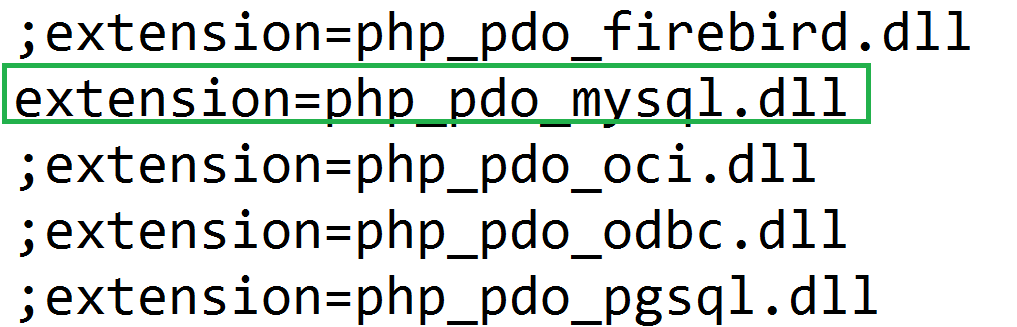 ;extension=php_pdo_firebird.dll
extension=php_pdo_mysql.dll
;extension=php_pdo_oci.dll
;extension=php_pdo_odbc.dll
;extension=php_pdo_pgsql.dll